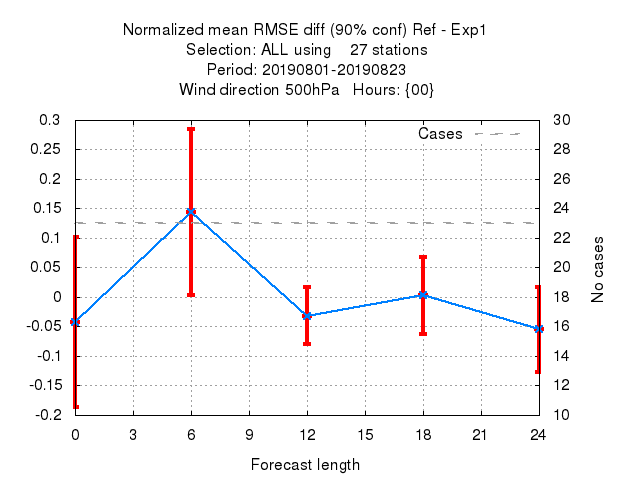 Normalized mean RMSE diff (90% conf) Ref - Exp1
Selection: ALL using    27 stations
Period: 20190801-20190823
Wind direction 500hPa   Hours: {00}
Cases
0.3
0.25
0.2
0.15
0.1
0.05
0
-0.05
-0.1
-0.15
-0.2
30
28
26
24
22
20
18
16
14
12
10
No cases
0 3 6 9 12 15 18 21 24
Forecast length